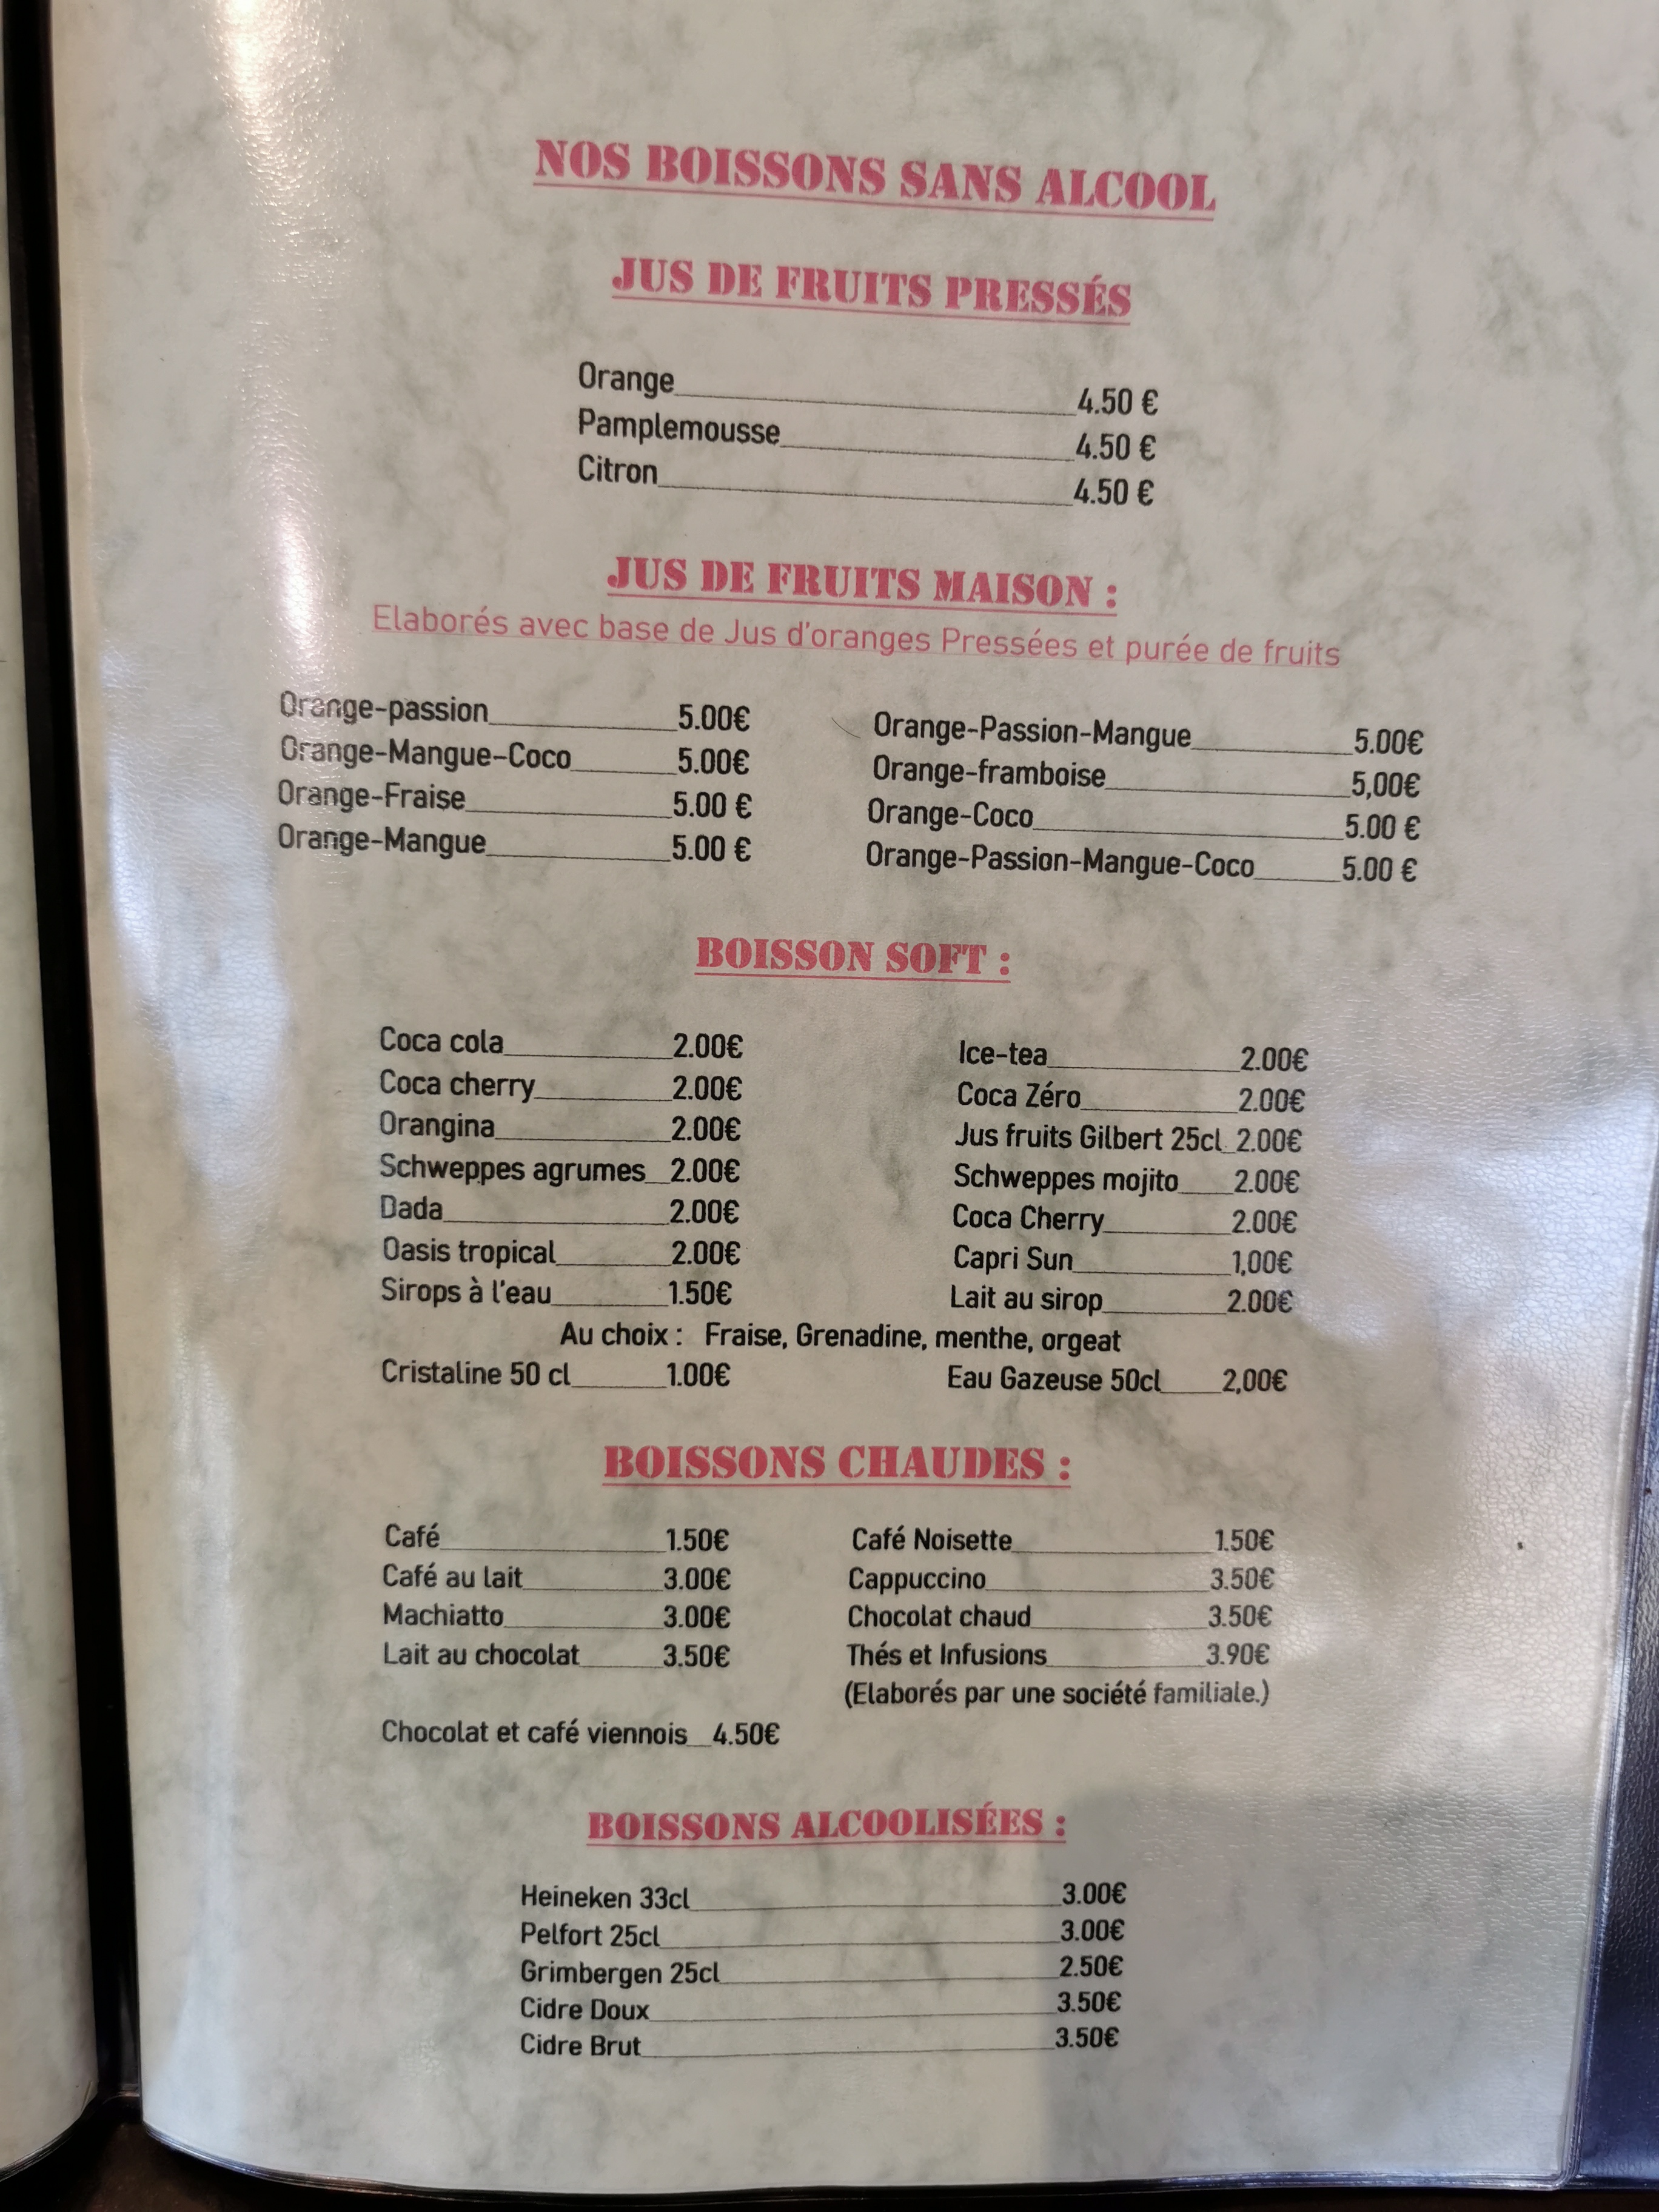 NOS BOISSONS SANS ALCOOL
JUS DE FRUITS PRESSÉS
Orange 4.50 €
Pamplemousse 4.50 €
Citron 4.50 €
JUS DE FRUITS MAISON :
Elaborés avec base de Jus d'oranges Pressées et purée de fruits
Orange-passion 5.00€ Orange-Passion-Mangue 5.00€
Orange-Mangue-Coco 5.00€ Orange-framboise 5,00€
Orange-Fraise 5.00 € Orange-Coco 5.00 €
Orange-Mangue 5.00 € Orange-Passion-Mangue-Coco 5.00 €
BOISSON SOFT :
Coca cola 2.00€ Ice-tea 2.00€
Coca cherry 2.00€ Coca Zéro 2.00€
Orangina 2.00€ Jus fruits Gilbert 25cl 2.00€
Schweppes agrumes 2.00€ Schweppes mojito 2.00€
Dada 2.00€ Coca Cherry 2.00€
Oasis tropical 2.00€ Capri Sun 1,00€
Sirops à l'eau 1.50€ Lait au sirop 2.00€
Au choix : Fraise, Grenadine, menthe, orgeat
Cristaline 50 cl 1.00€ Eau Gazeuse 50cl 2,00€
BOISSONS CHAUDES :
Café 1.50€ Café Noisette 1.50€
Café au lait 3.00€ Cappuccino 3.50€
Machiatto 3.00€ Chocolat chaud 3.50€
Lait au chocolat 3.50€ Thés et Infusions 3.90€
(Elaborés par une société familiale.)
Chocolat et café viennois 4.50€
BOISSONS ALCOOLISÉES :
Heineken 33cl 3.00€
Pelfort 25cl 3.00€
Grimbergen 25cl 2.50€
Cidre Doux 3.50€
Cidre Brut 3.50€